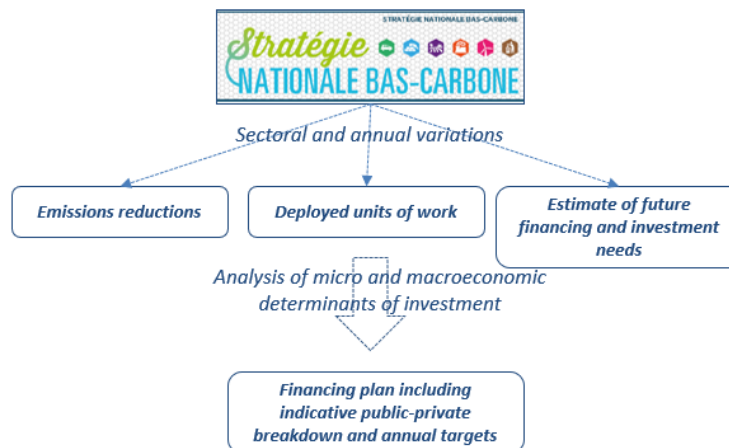 STRATÉGIE NATIONALE BAS-CARBONE
Stratégie
NATIONALE BAS-CARBONE
Sectoral and annual variations
Emissions reductions
Deployed units of work
Estimate of future
financing and investment
needs
Analysis of micro and macroeconomic
determinants of investment
Financing plan including
indicative public-private
breakdown and annual targets